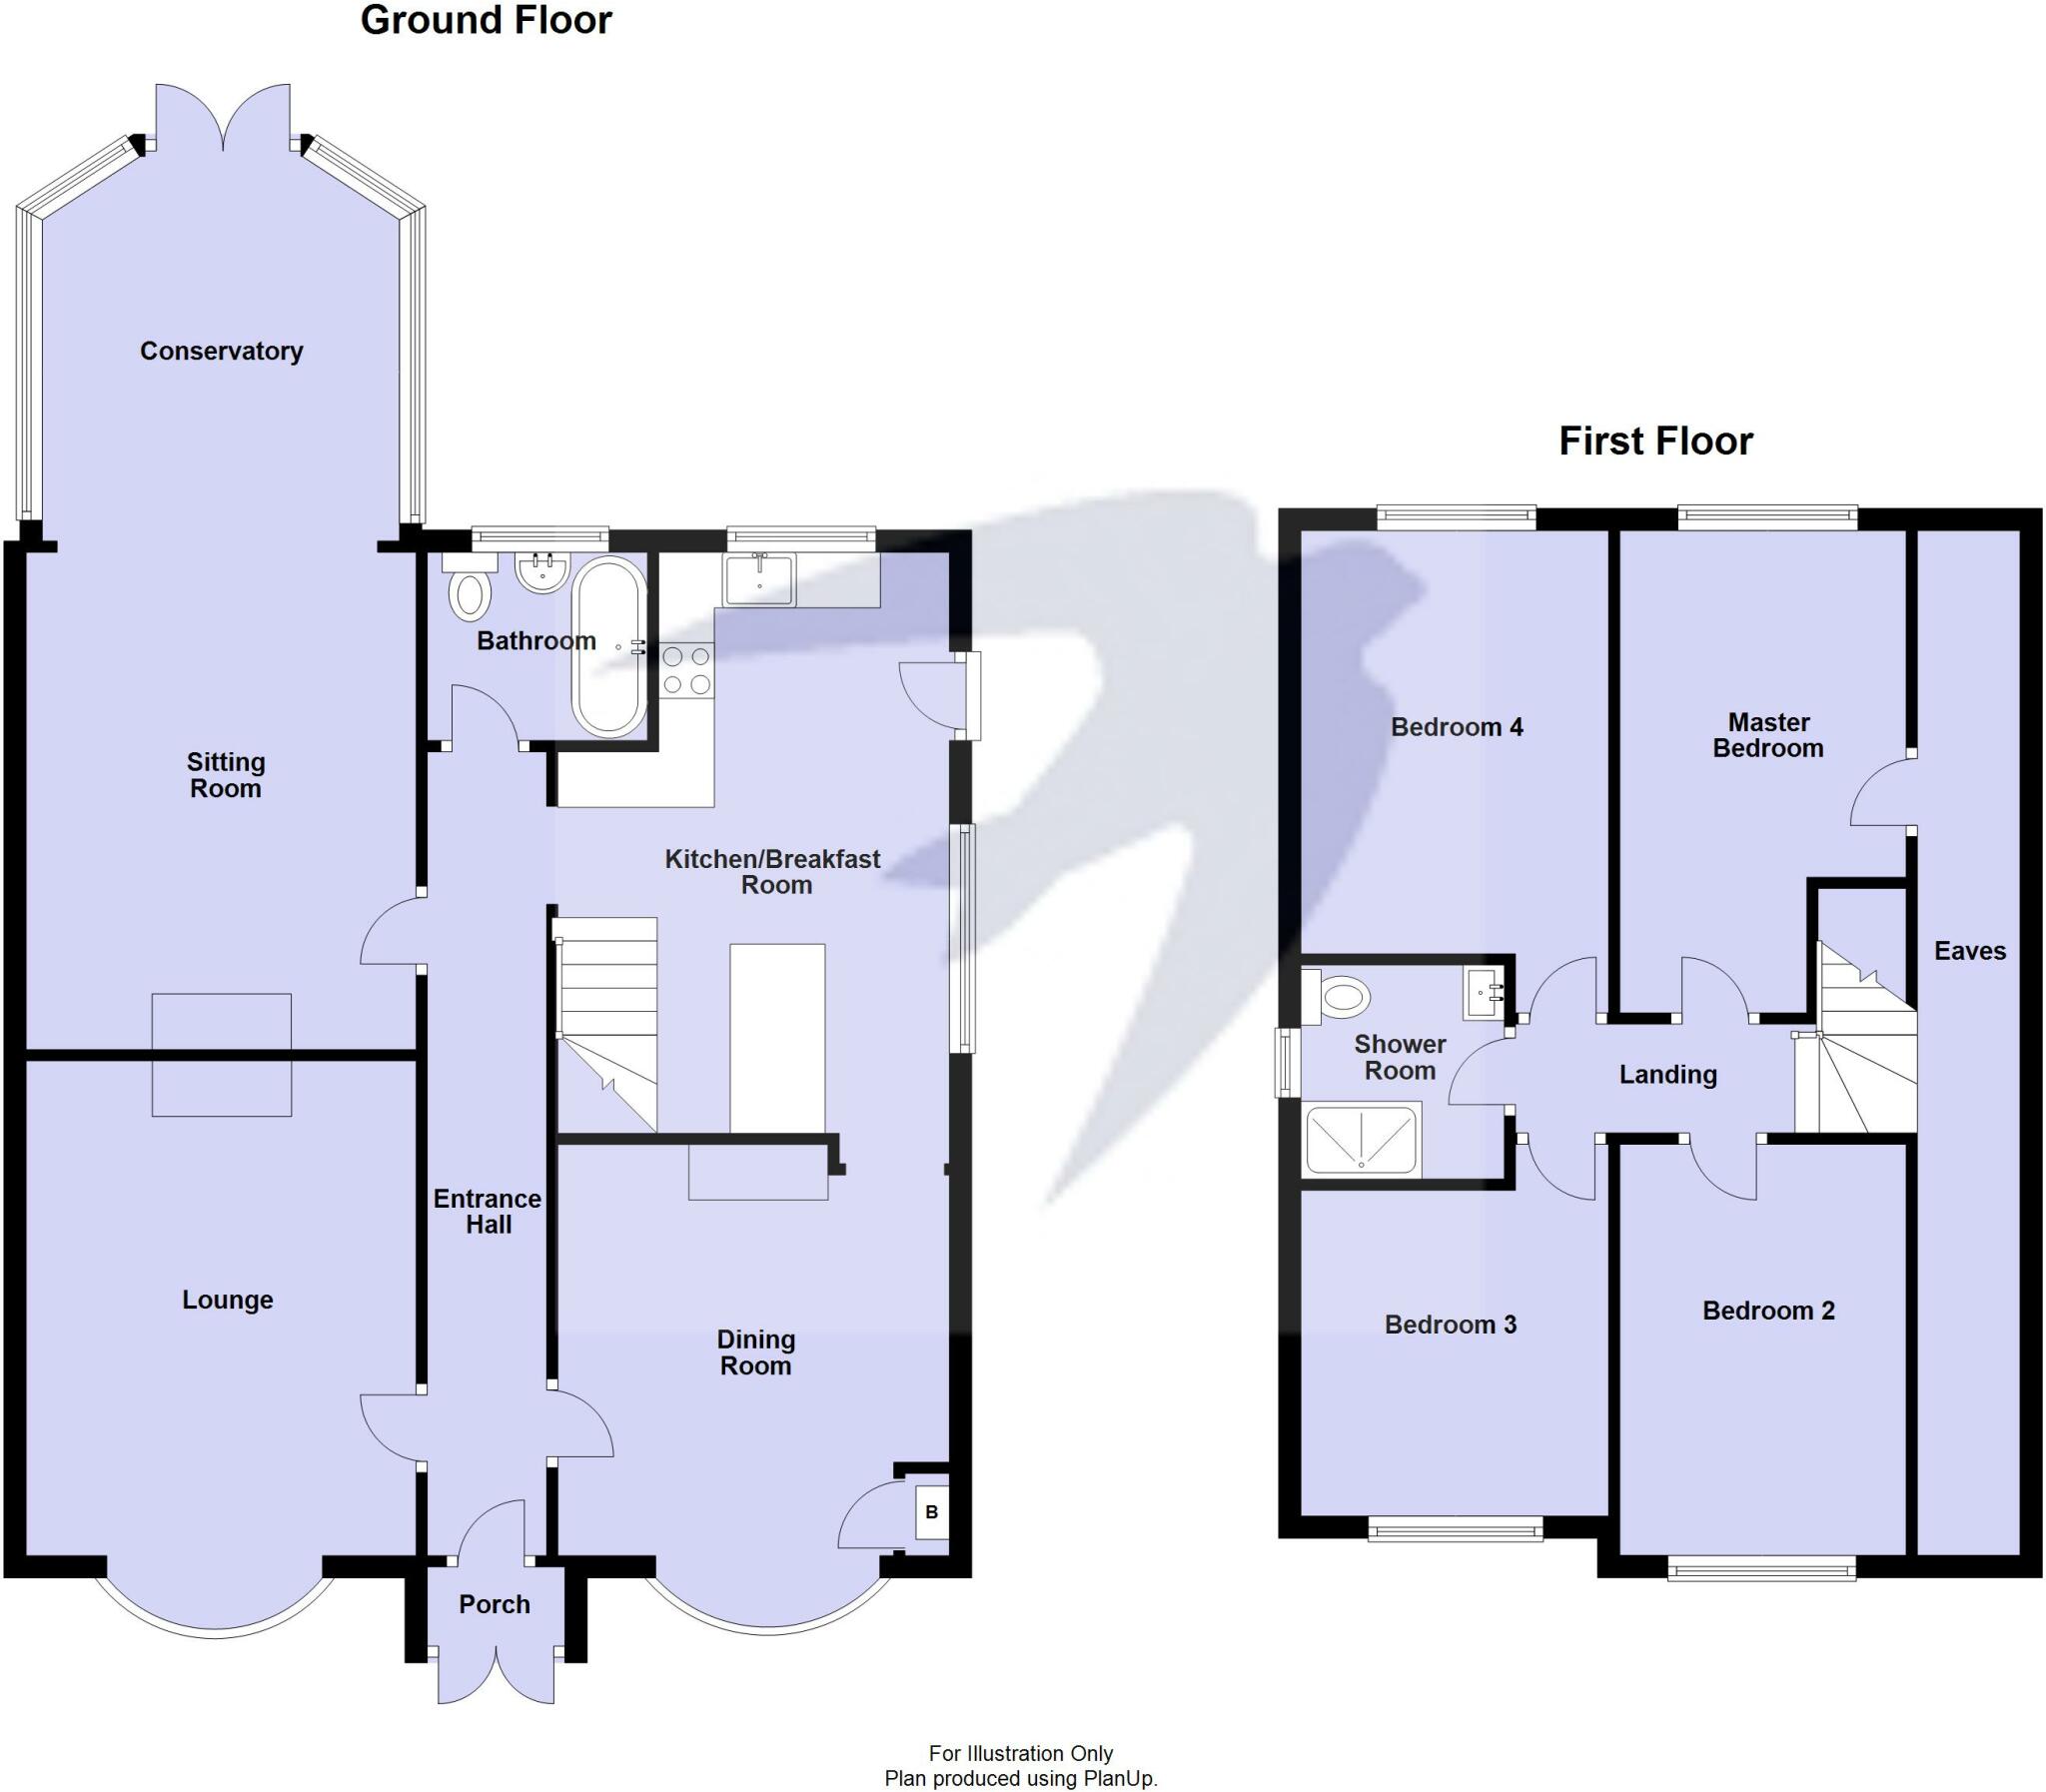 Ground Floor
Conservatory
First Floor
Bathroom
Sitting
Room
Bedroom 4
Master
Bedroom
Kitchen/Breakfast
Room
Eaves
Shower
Room
Landing
Entrance
Hall
Lounge
Dining
Room
Bedroom 3
Bedroom 2
B
Porch
For Illustration Only
Plan produced using PlanUp.